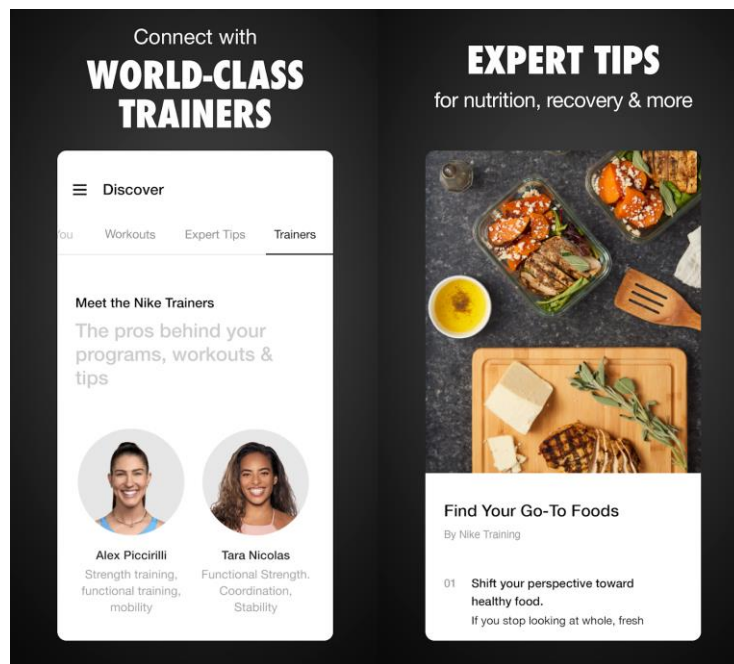 Connect with
WORLD-CLASS
TRAINERS
Discover
You
Workouts
Expert Tips
Trainers
Meet the Nike Trainers
The pros behind your
programs, workouts &
tips
Alex Piccirilli
Strength training,
functional training,
mobility
Tara Nicolas
Functional Strength.
Coordination,
Stability
EXPERT TIPS
for nutrition, recovery & more
Find Your Go-To Foods
By Nike Training
01 Shift your perspective toward
healthy food.
If you stop looking at whole, fresh